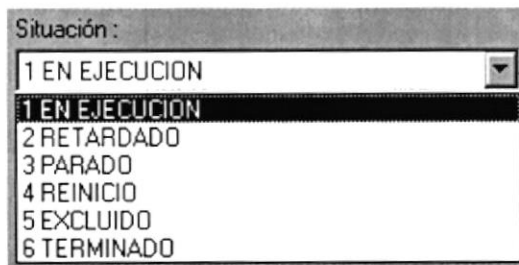 Situación :
1 EN EJECUCION
1 EN EJECUCION
2 RETARDADO
3 PARADO
4 REINICIO
5 EXCLUIDO
6 TERMINADO